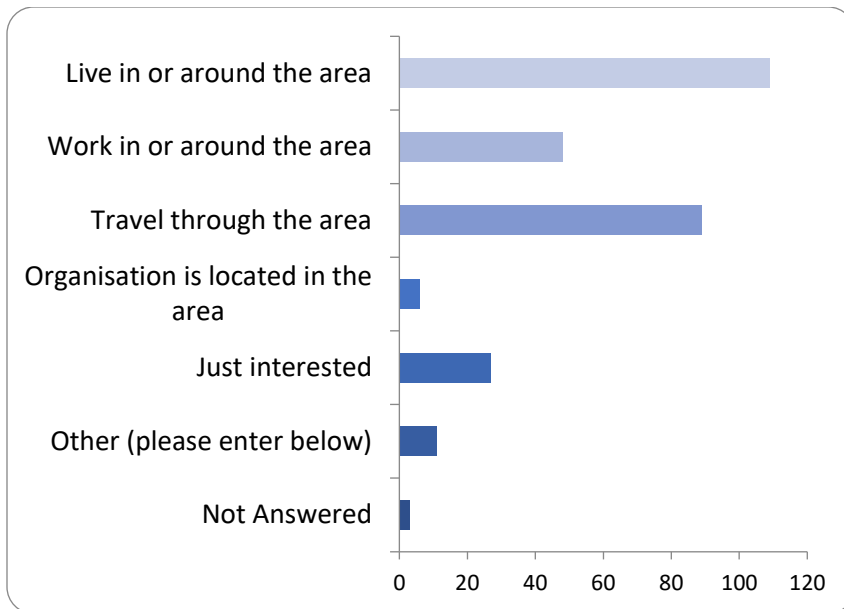 Live in or around the area
Work in or around the area
Travel through the area
Organisation is located in the
area
Just interested
Other (please enter below)
Not Answered
0 20 40 60 80 100 120